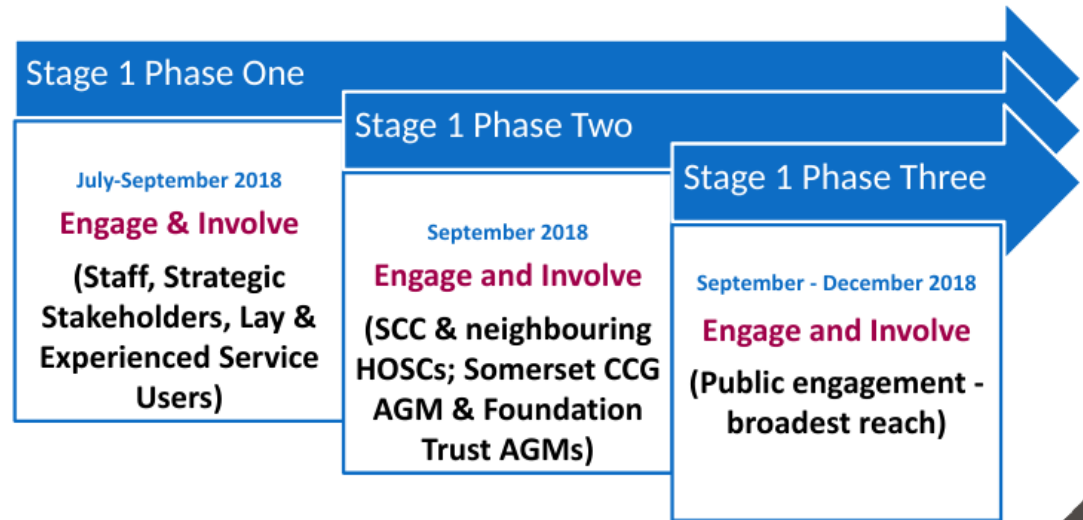 Stage 1 Phase One
July-September 2018
Engage & Involve
(Staff, Strategic
Stakeholders, Lay &
Experienced Service
Users)
Stage 1 Phase Two
September 2018
Engage and Involve
(SCC & neighbouring
HOSCs; Somerset CCG
AGM & Foundation
Trust AGMs)
Stage 1 Phase Three
September - December 2018
Engage and Involve
(Public engagement -
broadest reach)